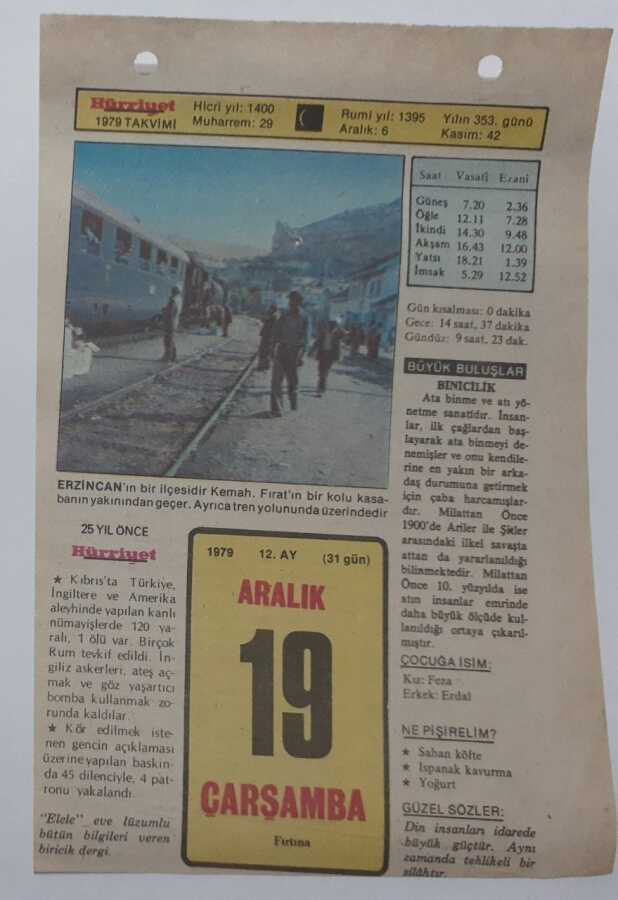 Hürriyet
1979 TAKVİMİ
Hicri yıl: 1400
Muharrem: 29
Rumi yıl: 1395
Aralık: 6
Yılın 353. günü
Kasım: 42
Saat Vasatî Ezani
Güneş 7.20 2.36
Öğle 12.11 7.28
İkindi 14.30 9.48
Akşam 16.43 12.00
Yatsı 18.21 1.39
İmsak 5.29 12.52
Gün kısalması: 0 dakika
Gece: 14 saat, 37 dakika
Gündüz: 9 saat, 23 dak.
BÜYÜK BULUŞLAR
BİNİCİLİK
Ata binme ve atı yö-
netme sanatıdır. İnsan-
lar, ilk çağlardan baş-
layarak ata binmeyi de-
nemişler ve onu kendile-
rine en yakın bir arka-
daş durumuna getirmek
için çaba harcamışlar-
dır. Milattan Önce
1900'de Ariler ile Şitler
arasındaki ilkel savaşta
attan da yararlanıldığı
bilinmektedir. Milattan
Önce 10. yüzyılda ise
atın insanlar emrinde
daha büyük ölçüde kul-
lanıldığı ortaya çıkarıl-
mıştır.
ÇOCUĞA İSİM:
Kız: Feza
Erkek: Erdal
NE PİŞİRELİM?
★ Sahan köfte
★ Ispanak kavurma
★ Yoğurt
GÜZEL SÖZLER:
Din insanları idarede
büyük güçtür. Aynı
zamanda tehlikeli bir
silâhtır.
ERZİNCAN'ın bir ilçesidir Kemah. Fırat'ın bir kolu kasa-
banın yakınından geçer. Ayrıca tren yolununda üzerindedir
25 YIL ÖNCE
Hürriyet
★ Kıbrıs'ta Türkiye,
İngiltere ve Amerika
aleyhinde yapılan kanlı
nümayişlerde 120 ya-
ralı, 1 ölü var. Birçok
Rum tevkif edildi. İn-
giliz askerleri, ateş aç-
mak ve göz yaşartıcı
bomba kullanmak zo-
runda kaldılar.
★ Kör edilmek iste-
nen gencin açıklaması
üzerine yapılan baskın-
da 45 dilenciyle, 4 pat-
ronu yakalandı.
"Elele" eve lüzumlu
bütün bilgileri veren
biricik dergi.
1979 12. AY (31 gün)
ARALIK
19
ÇARŞAMBA
Fırtına